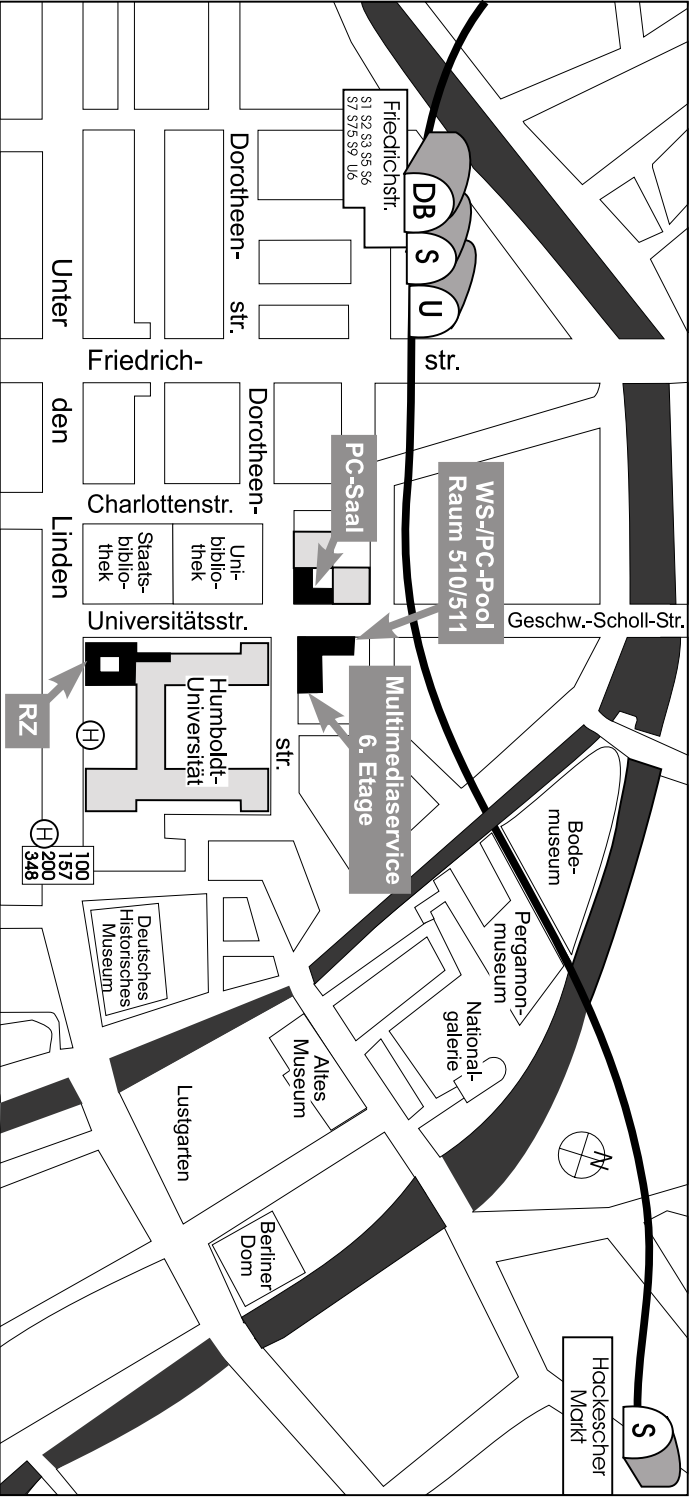 DB
S
U
Friedrichstr.
S1 S2 S3 S5 S6
S7 S75 S9 U6
Dorotheen-
str.
Unter
den
Linden
Friedrich-
str.
Dorotheen-
str.
PC-Saal
WS-/PC-Pool
Raum 510/511
Charlottenstr.
Uni-
biblio-
thek
Staats-
biblio-
thek
Universitätsstr.
Geschw.-Scholl-Str.
Multimediaservice
6. Etage
Humboldt-
Universität
RZ
H
H
100
157
200
348
Bode-
museum
Pergamon-
museum
National-
galerie
Deutsches
Historisches
Museum
Altes
Museum
Lustgarten
Berliner
Dom
N
Hackescher
Markt
S